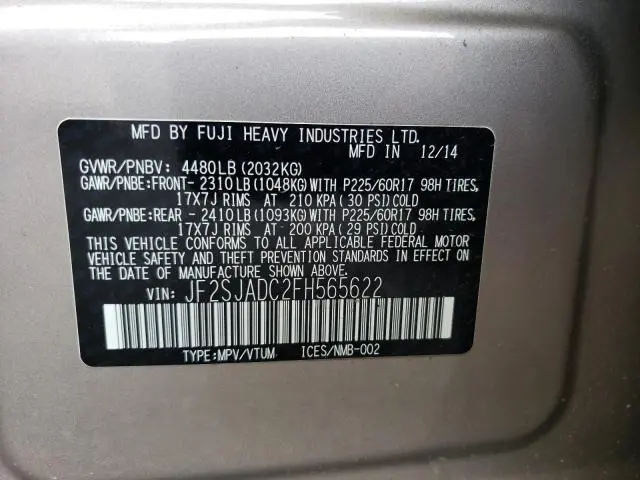 MFD BY FUJI HEAVY INDUSTRIES LTD.
MFD IN 12/14
GVWR/PNBV: 4480LB (2032KG)
GAWR/PNBE:FRONT- 2310LB (1048KG) WITH P225/60R17 98H TIRES,
17X7J RIMS AT 210 KPA ( 30 PSI) COLD
GAWR/PNBE:REAR - 2410LB (1093KG) WITH P225/60R17 98H TIRES,
17X7J RIMS AT 200 KPA ( 29 PSI) COLD
THIS VEHICLE CONFORMS TO ALL APPLICABLE FEDERAL MOTOR
VEHICLE SAFETY AND THEFT PREVENTION STANDARDS IN EFFECT ON
THE DATE OF MANUFACTURE SHOWN ABOVE.
VIN: JF2SJADC2FH565622
TYPE:MPV/VTUM ICES/NMB-002